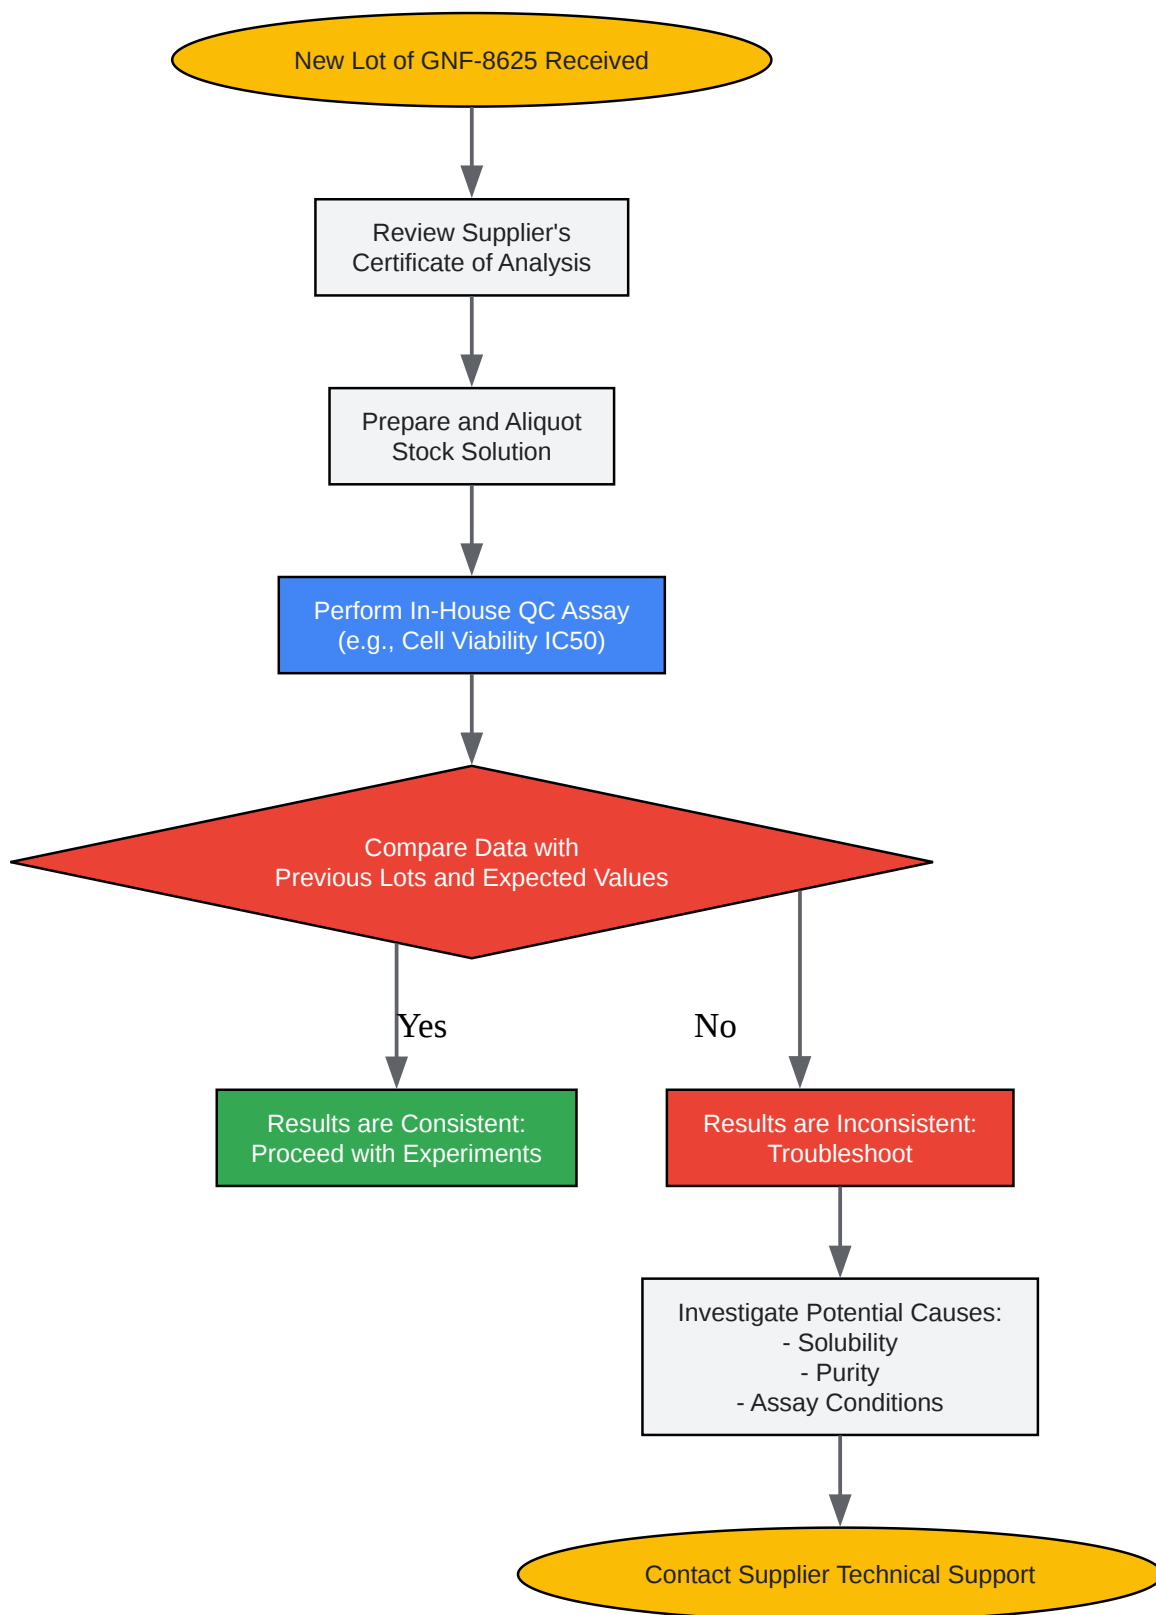 New Lot of GNF-8625 Received
Review Supplier's
Certificate of Analysis
Prepare and Aliquot
Stock Solution
Perform In-House QC Assay
(e.g., Cell Viability IC50)
Compare Data with
Previous Lots and Expected Values
Yes
No
Results are Consistent:
Proceed with Experiments
Results are Inconsistent:
Troubleshoot
Investigate Potential Causes:
- Solubility
- Purity
- Assay Conditions
Contact Supplier Technical Support